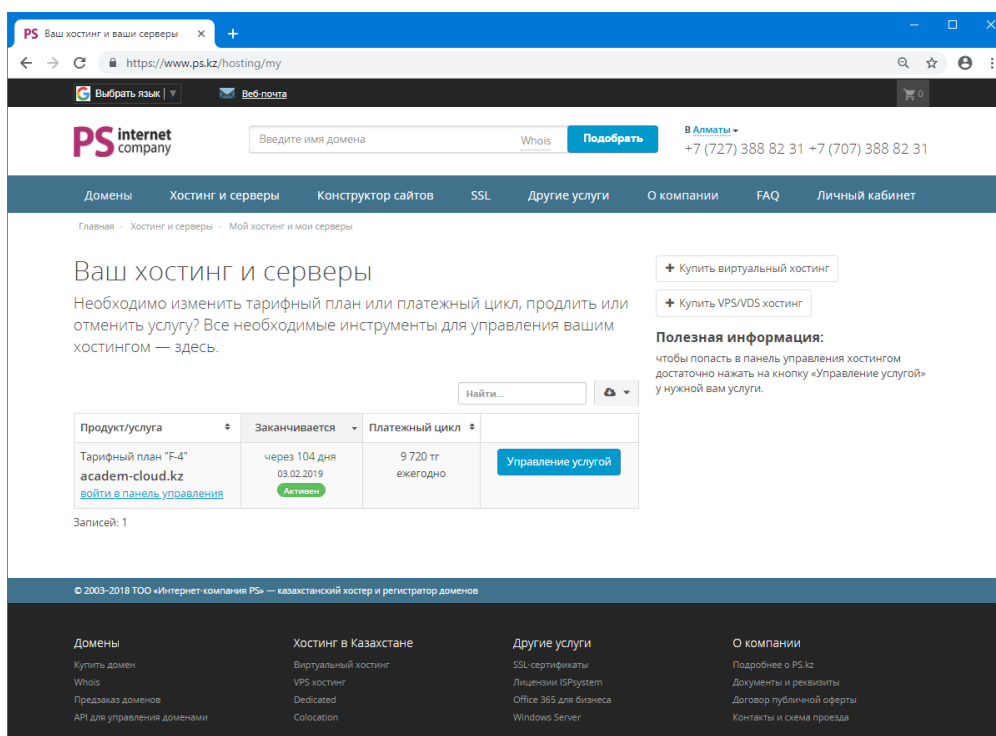 PS Ваш хостинг и ваши серверы
https://www.ps.kz/hosting/my
G Выбрать язык | ▼ Веб-почта 0
PS internet company
Введите имя домена Whois Подобрать
В Алматы
+7 (727) 388 82 31 +7 (707) 388 82 31
Домены Хостинг и серверы Конструктор сайтов SSL Другие услуги О компании FAQ Личный кабинет
Главная Хостинг и серверы Мой хостинг и мои серверы
Ваш хостинг и серверы
Необходимо изменить тарифный план или платежный цикл, продлить или
отменить услугу? Все необходимые инструменты для управления вашим
хостингом — здесь.
+ Купить виртуальный хостинг
+ Купить VPS/VDS хостинг
Полезная информация:
чтобы попасть в панель управления хостингом
достаточно нажать на кнопку «Управление услугой»
у нужной вам услуги.
Найти...
Продукт/услуга Заканчивается Платежный цикл
Тарифный план "F-4" через 104 дня 9 720 тг Управление услугой
academ-cloud.kz 03.02.2019 ежегодно
войти в панель управления Активен
Записей: 1
© 2003–2018 ТОО «Интернет-компания PS» — казахстанский хостер и регистратор доменов
Домены
Купить домен
Whois
Предзаказ доменов
API для управления доменами
Хостинг в Казахстане
Виртуальный хостинг
VPS хостинг
Dedicated
Colocation
Другие услуги
SSL-сертификаты
Лицензии ISPsystem
Office 365 для бизнеса
Windows Server
О компании
Подробнее о PS.kz
Документы и реквизиты
Договор публичной оферты
Контакты и схема проезда